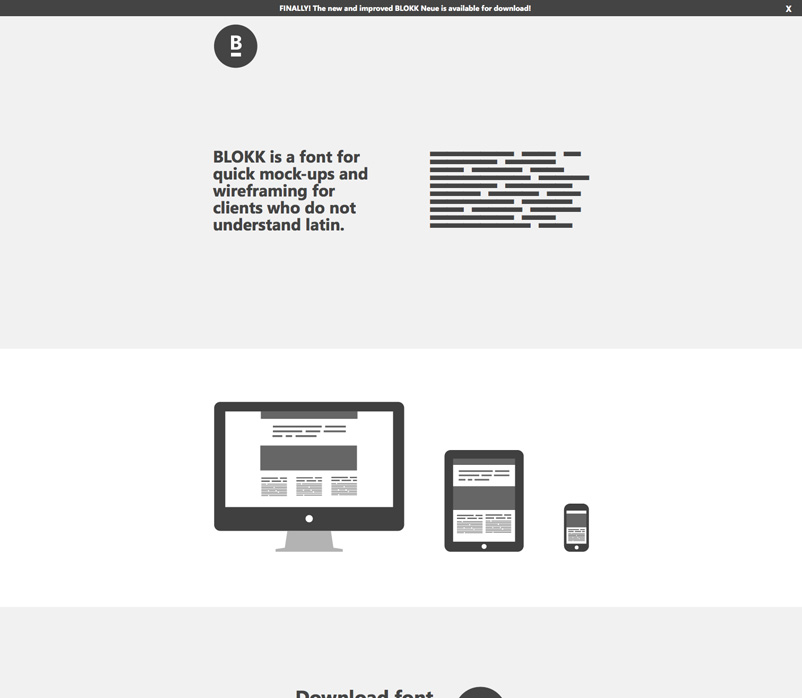 FINALLY! The new and improved BLOKK Neue is available for download!
X
B
BLOKK is a font for
quick mock-ups and
wireframing for
clients who do not
understand latin.
Download font